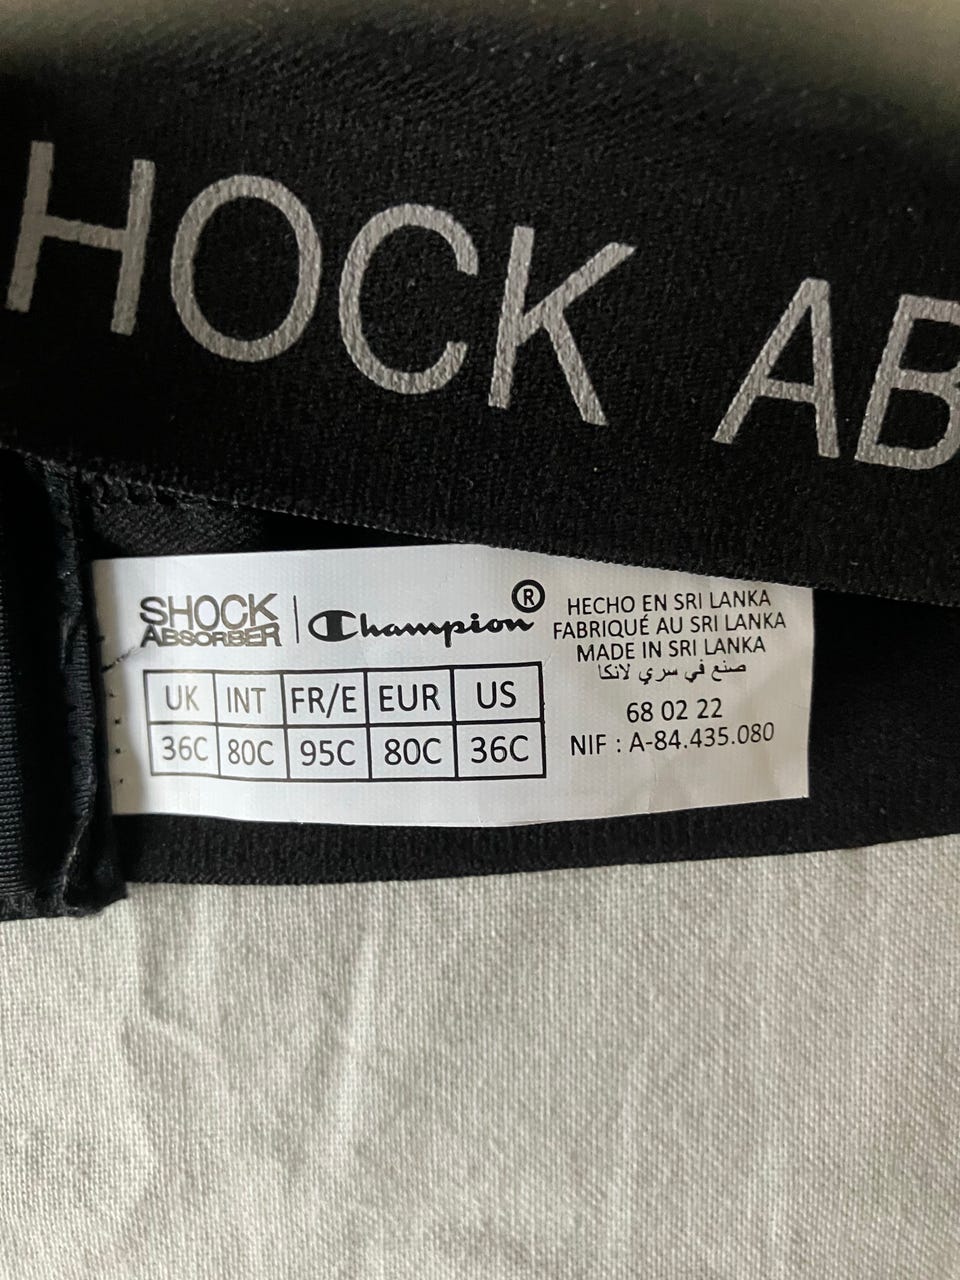 HOCK AB
SHOCK ABSORBER | Champion®
UK INT FR/E EUR US
36C 80C 95C 80C 36C
HECHO EN SRI LANKA
FABRIQUÉ AU SRI LANKA
MADE IN SRI LANKA
صنع في سري لانكا
68 02 22
NIF : A-84.435.080